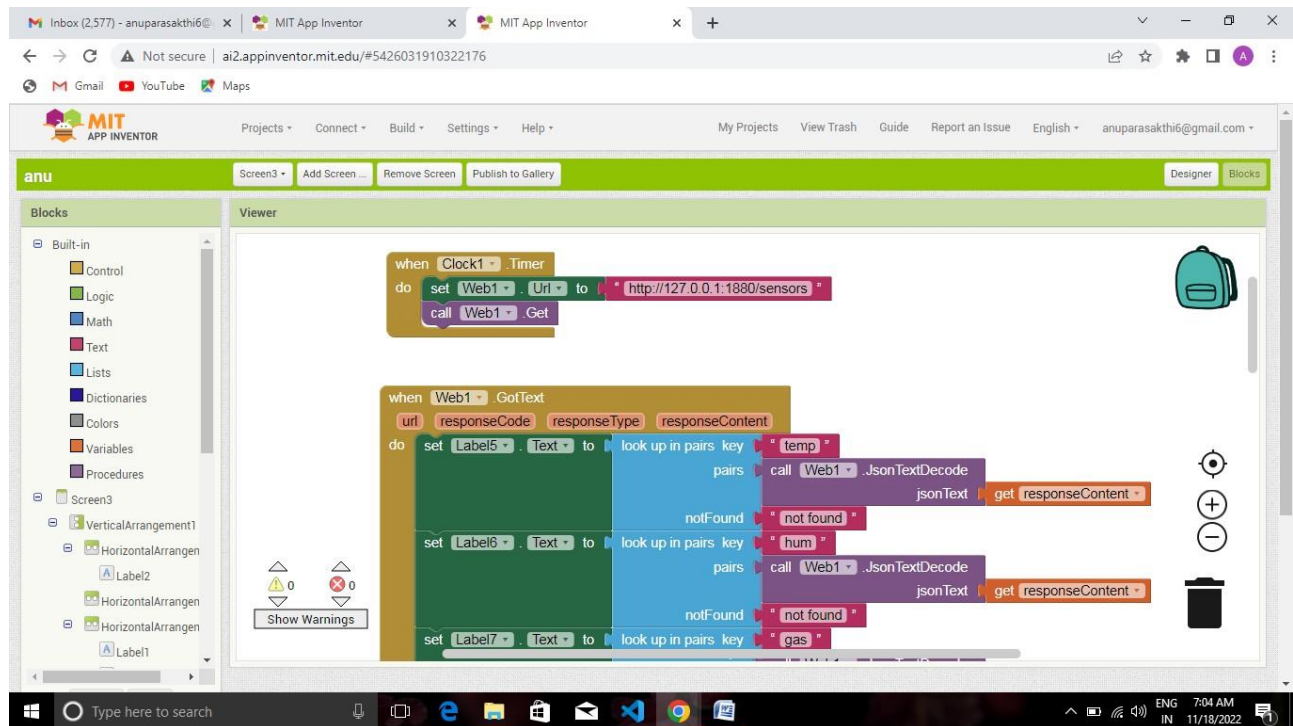 Inbox (2,577) - anuparasakthi6@ MIT App Inventor MIT App Inventor
Not secure ai2.appinventor.mit.edu/#5426031910322176
Gmail YouTube Maps
MIT
APP INVENTOR
Projects Connect Build Settings Help My Projects View Trash Guide Report an Issue English anuparasakthi6@gmail.com
anu Screen3 Add Screen ... Remove Screen Publish to Gallery Designer Blocks
Blocks Viewer
Built-in
Control
Logic
Math
Text
Lists
Dictionaries
Colors
Variables
Procedures
Screen3
VerticalArrangement1
HorizontalArrangen
Label2
HorizontalArrangen
HorizontalArrangen
Label1
when Clock1 .Timer
do set Web1 . Url to " http://127.0.0.1:1880/sensors "
call Web1 .Get
when Web1 .GotText
url responseCode responseType responseContent
do set Label5 . Text to look up in pairs key " temp "
pairs call Web1 .JsonTextDecode
jsonText get responseContent
notFound " not found "
set Label6 . Text to look up in pairs key " hum "
pairs call Web1 .JsonTextDecode
jsonText get responseContent
notFound " not found "
set Label7 . Text to look up in pairs key " gas "
0 0
Show Warnings
Type here to search
ENG 7:04 AM
IN 11/18/2022
A